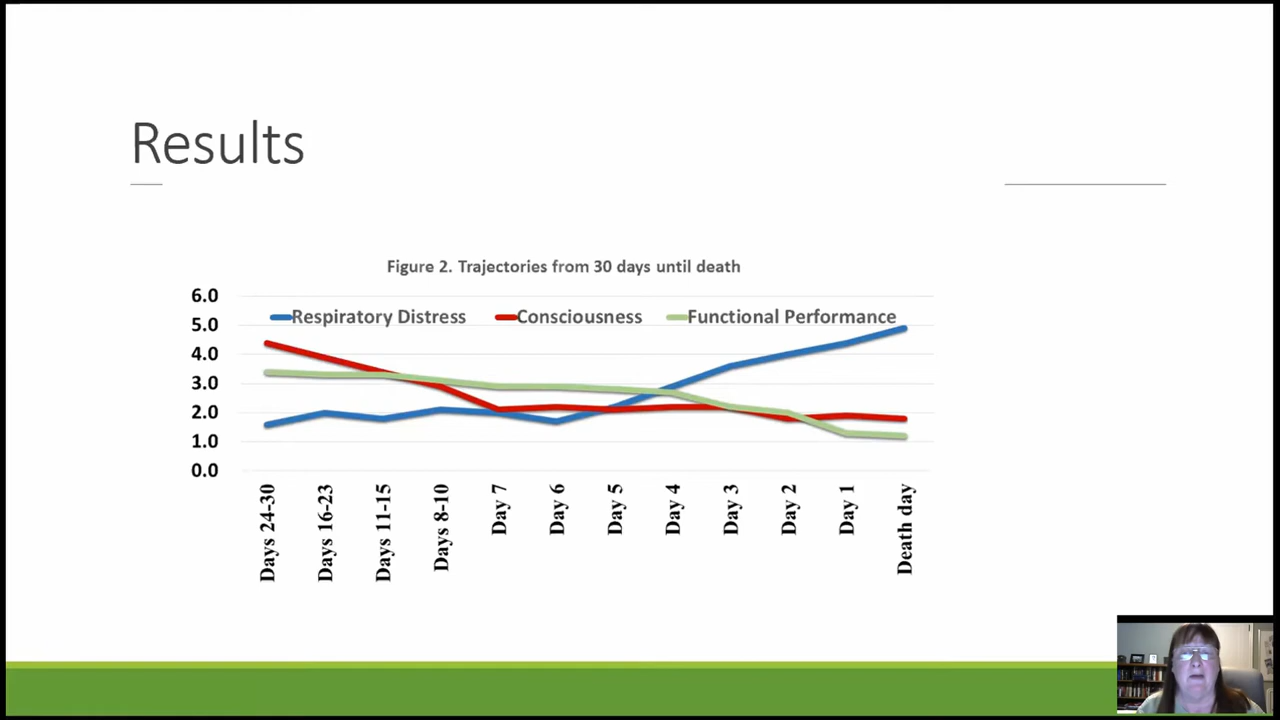 Results
Figure 2. Trajectories from 30 days until death
6.0
5.0
4.0
3.0
2.0
1.0
0.0
Respiratory Distress Consciousness Functional Performance
Days 24-30
Days 16-23
Days 11-15
Days 8-10
Day 7
Day 6
Day 5
Day 4
Day 3
Day 2
Day 1
Death day